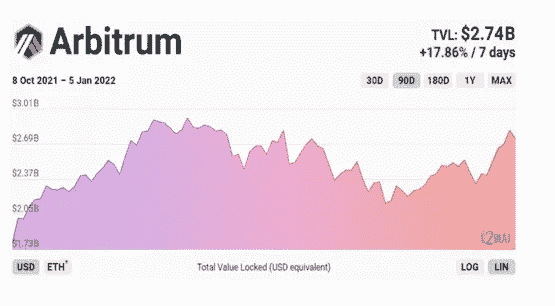 Arbitrum
TVL: $2.74B
+17.86% / 7 days
8 Oct 2021 – 5 Jan 2022
30D 90D 180D 1Y MAX
$3.01B
$2.69B
$2.37B
$2.05B
$1.73B
L2BEAT
USD ETH* Total Value Locked (USD equivalent) LOG LIN